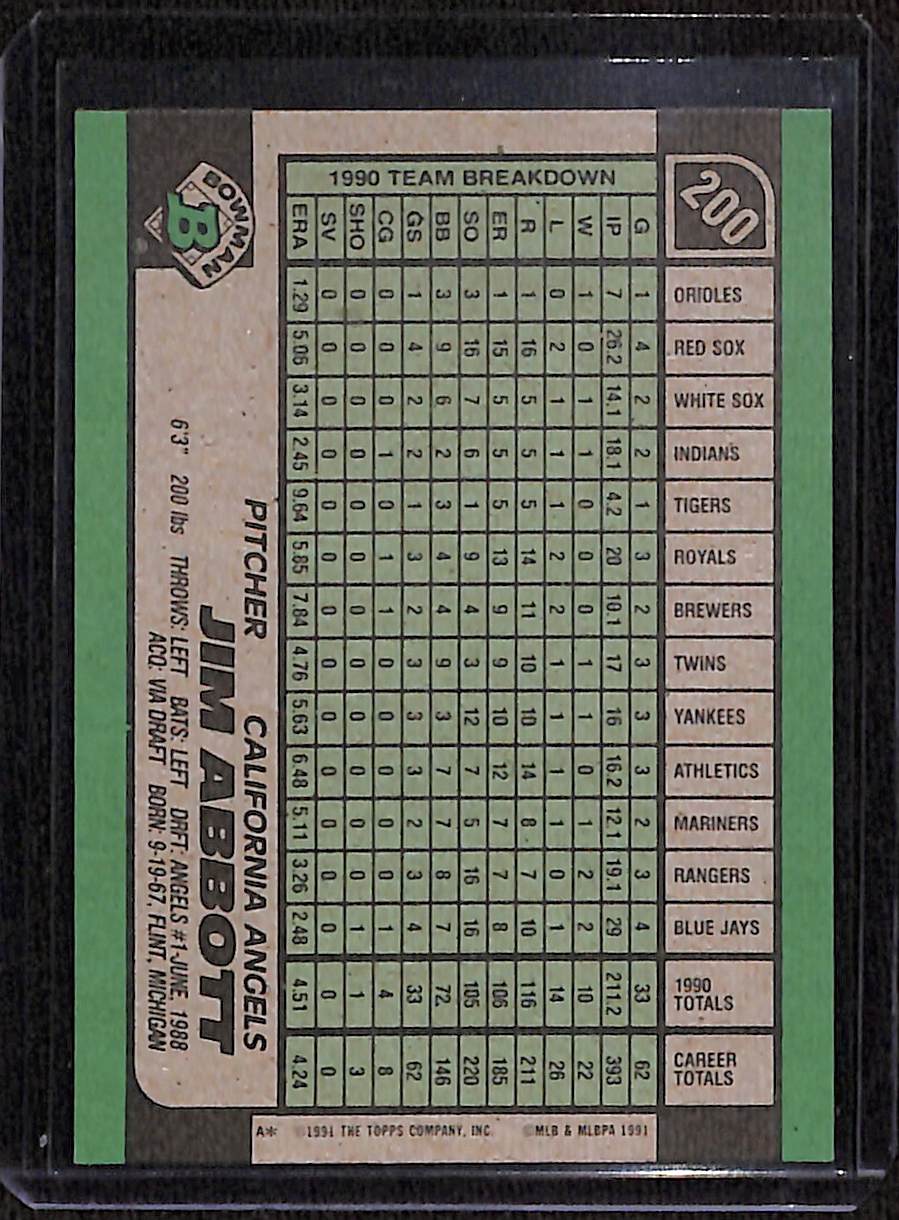 200
BOWMAN
B
JIM ABBOTT
PITCHER CALIFORNIA ANGELS
6'3" 200 lbs THROWS: LEFT BATS: LEFT DRFT: ANGELS #1-JUNE, 1988
ACQ: VIA DRAFT BORN: 9-19-67, FLINT, MICHIGAN
1990 TEAM BREAKDOWN
G IP W L R ER SO BB GS CG SHO SV ERA
ORIOLES 1 7 1 0 1 1 3 3 1 0 0 0 1.29
RED SOX 4 26.2 0 2 16 15 16 9 4 0 0 0 5.06
WHITE SOX 2 14.1 1 1 5 5 7 6 2 0 0 0 3.14
INDIANS 2 18.1 1 1 5 5 6 2 2 1 0 0 2.45
TIGERS 1 4.2 0 1 5 5 1 3 1 0 0 0 9.64
ROYALS 3 20 0 2 14 13 9 4 3 1 0 0 5.85
BREWERS 2 10.1 0 2 11 9 4 4 2 1 0 0 7.84
TWINS 3 17 1 1 10 9 3 9 3 0 0 0 4.76
YANKEES 3 16 1 1 10 10 12 3 3 0 0 0 5.63
ATHLETICS 3 16.2 0 1 14 12 7 7 3 0 0 0 6.48
MARINERS 2 12.1 1 1 8 7 5 7 2 0 0 0 5.11
RANGERS 3 19.1 2 0 7 7 16 8 3 0 0 0 3.26
BLUE JAYS 4 29 2 1 10 8 16 7 4 1 1 0 2.48
1990 TOTALS 33 211.2 10 14 116 106 105 72 33 4 1 0 4.51
CAREER TOTALS 62 393 22 26 211 185 220 146 62 8 3 0 4.24
A* ©1991 THE TOPPS COMPANY, INC. ©MLB & MLBPA 1991